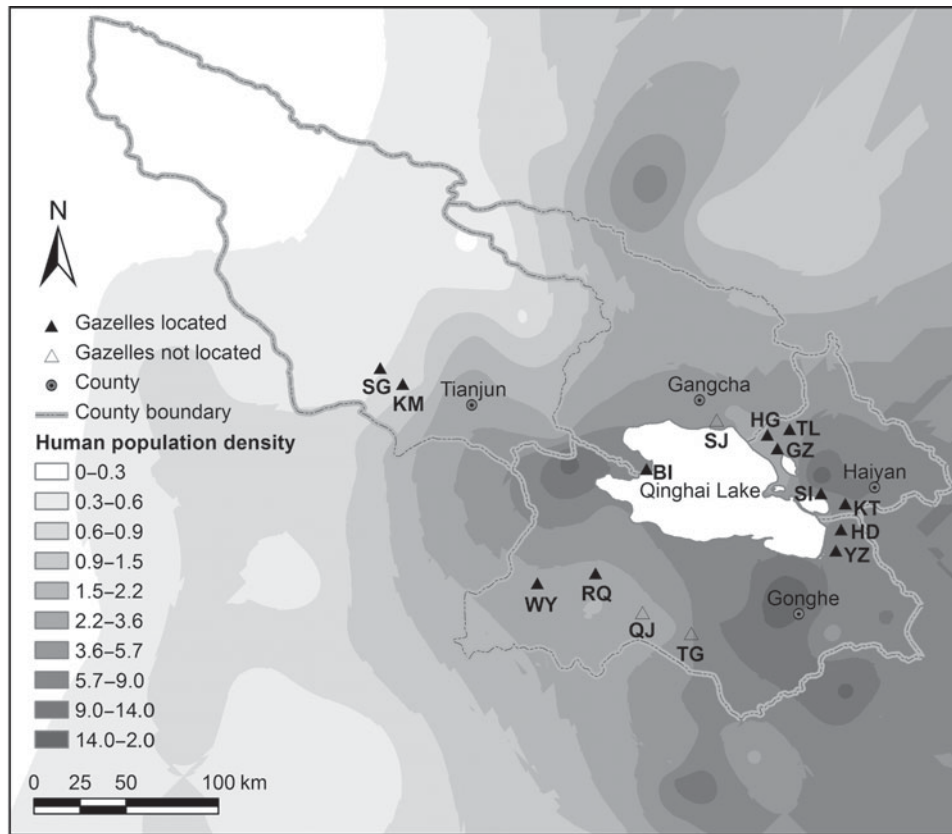 N
Gazelles located
Gazelles not located
County
County boundary
Human population density
0–0.3
0.3–0.6
0.6–0.9
0.9–1.5
1.5–2.2
2.2–3.6
3.6–5.7
5.7–9.0
9.0–14.0
14.0–2.0
0 25 50 100 km
SG
KM
Tianjun
Gangcha
SJ
HG
TL
GZ
BI
Qinghai Lake
SI
Haiyan
KT
HD
YZ
WY
RQ
QJ
TG
Gonghe